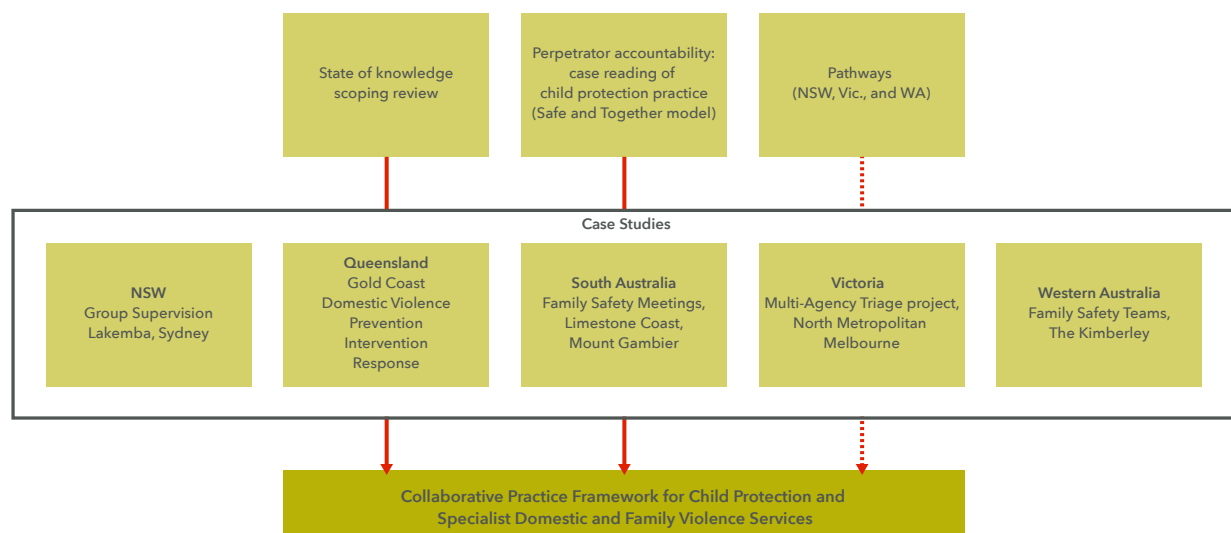 State of knowledge
scoping review
Perpetrator accountability:
case reading of
child protection practice
(Safe and Together model)
Pathways
(NSW, Vic., and WA)
Case Studies
NSW
Group Supervision
Lakemba, Sydney
Queensland
Gold Coast
Domestic Violence
Prevention
Intervention
Response
South Australia
Family Safety Meetings,
Limestone Coast,
Mount Gambier
Victoria
Multi-Agency Triage project,
North Metropolitan
Melbourne
Western Australia
Family Safety Teams,
The Kimberley
Collaborative Practice Framework for Child Protection and
Specialist Domestic and Family Violence Services